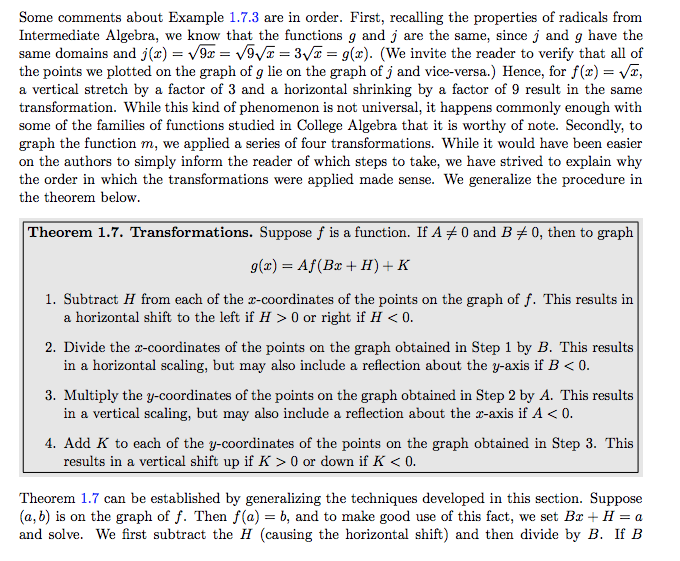 Some comments about Example 1.7.3 are in order. First, recalling the properties of radicals from
Intermediate Algebra, we know that the functions g and j are the same, since j and g have the
same domains and j(x) = √9x = √9√x = 3√x = g(x). (We invite the reader to verify that all of
the points we plotted on the graph of g lie on the graph of j and vice-versa.) Hence, for f(x) = √x,
a vertical stretch by a factor of 3 and a horizontal shrinking by a factor of 9 result in the same
transformation. While this kind of phenomenon is not universal, it happens commonly enough with
some of the families of functions studied in College Algebra that it is worthy of note. Secondly, to
graph the function m, we applied a series of four transformations. While it would have been easier
on the authors to simply inform the reader of which steps to take, we have strived to explain why
the order in which the transformations were applied made sense. We generalize the procedure in
the theorem below.
Theorem 1.7. Transformations. Suppose f is a function. If A ≠ 0 and B ≠ 0, then to graph
g(x) = Af(Bx + H) + K
1. Subtract H from each of the x-coordinates of the points on the graph of f. This results in
a horizontal shift to the left if H > 0 or right if H < 0.
2. Divide the x-coordinates of the points on the graph obtained in Step 1 by B. This results
in a horizontal scaling, but may also include a reflection about the y-axis if B < 0.
3. Multiply the y-coordinates of the points on the graph obtained in Step 2 by A. This results
in a vertical scaling, but may also include a reflection about the x-axis if A < 0.
4. Add K to each of the y-coordinates of the points on the graph obtained in Step 3. This
results in a vertical shift up if K > 0 or down if K < 0.
Theorem 1.7 can be established by generalizing the techniques developed in this section. Suppose
(a, b) is on the graph of f. Then f(a) = b, and to make good use of this fact, we set Bx + H = a
and solve. We first subtract the H (causing the horizontal shift) and then divide by B. If B